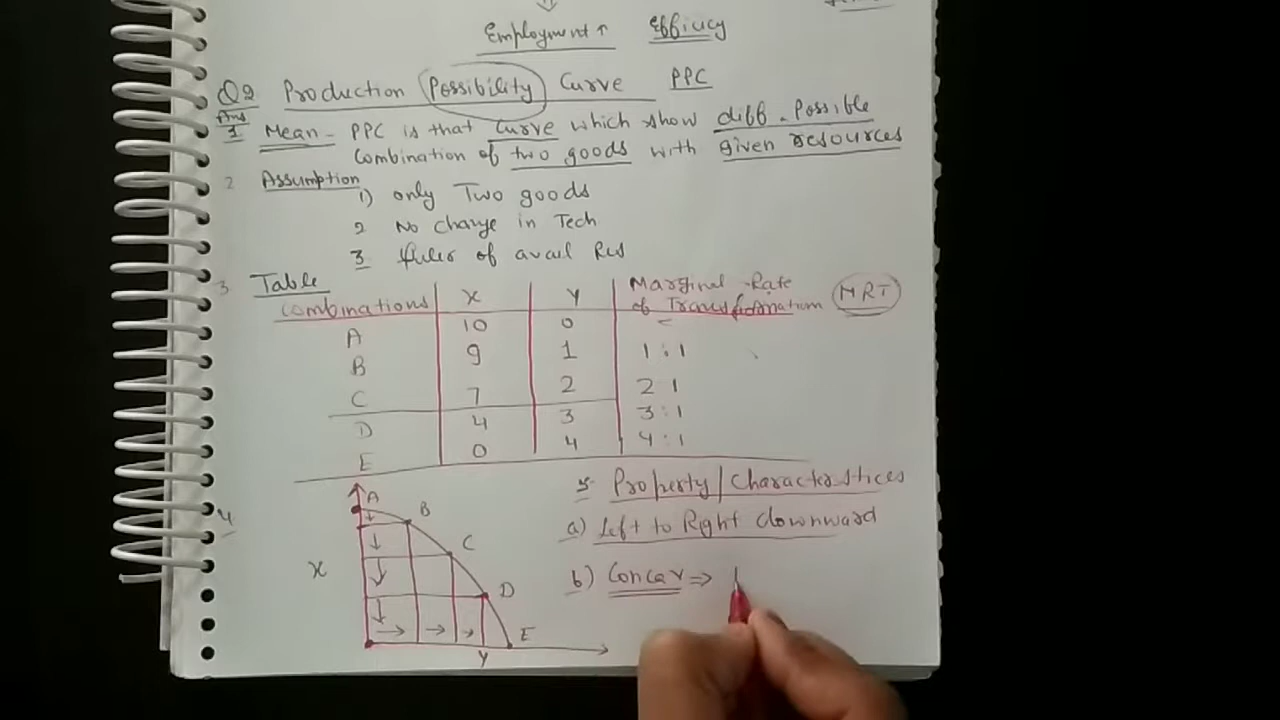 Employment ↑ Efficiency
Q2 Production Possibility Curve PPC
Ans
1 Mean - PPC is that curve which show diff. Possible
Combination of two goods with given resources
2 Assumption
1) only Two goods
2 No change in Tech
3 of avail Res
3 Table
Combinations X Y Marginal Rate
of Transformation MRT
A 10 0 -
B 9 1 1 : 1
C 7 2 2 1
D 4 3 3 : 1
E 0 4 4 : 1
4
A
B
C
D
E
X
Y
5 Property/Characterstices
a) Left to Right downward
b) Concav ⇒